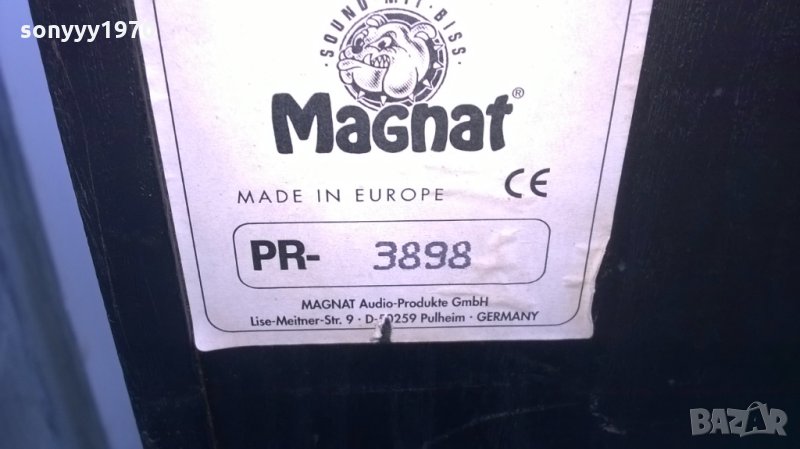 sonyyy1970
SOUND MIT BISS
Magnat®
MADE IN EUROPE CE
PR- 3898
MAGNAT Audio-Produkte GmbH
Lise-Meitner-Str. 9 · D-50259 Pulheim · GERMANY
BAZAR